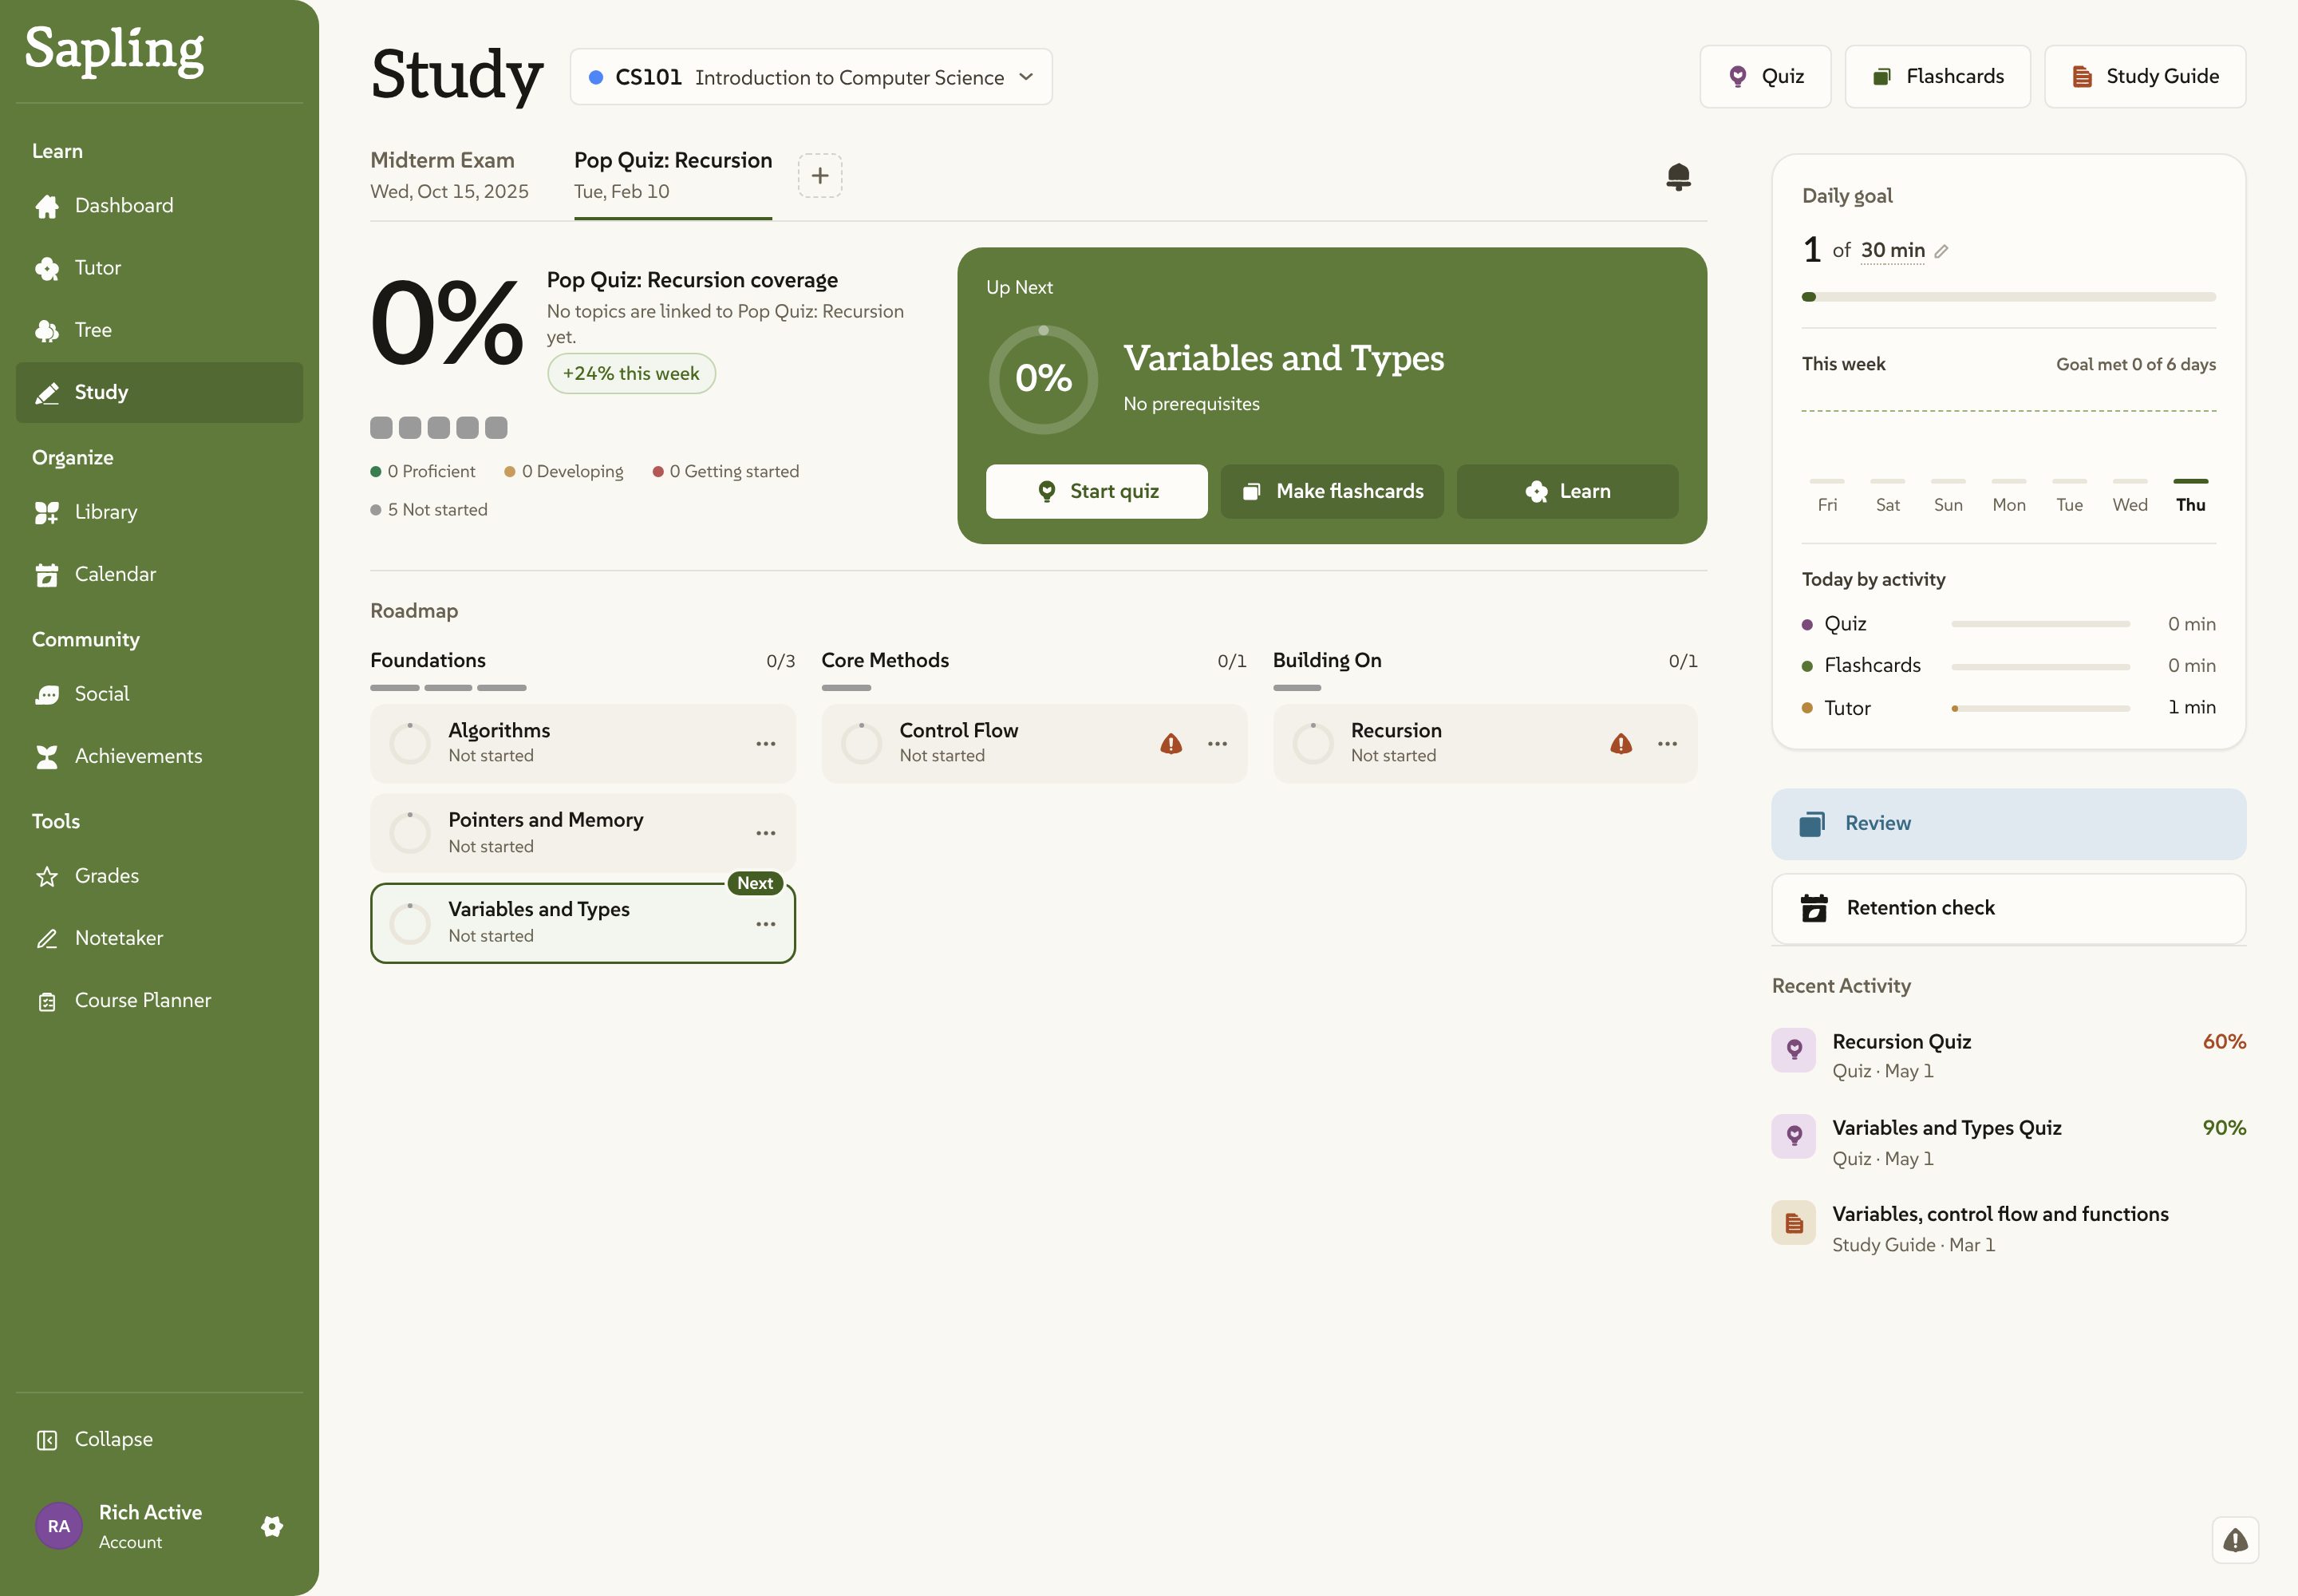 Sapling
Learn
Dashboard
Tutor
Tree
Study
Organize
Library
Calendar
Community
Social
Achievements
Tools
Grades
Notetaker
Course Planner
Collapse
RA
Rich Active
Account
Study
CS101 Introduction to Computer Science
Quiz
Flashcards
Study Guide
Midterm Exam
Wed, Oct 15, 2025
Pop Quiz: Recursion
Tue, Feb 10
0%
Pop Quiz: Recursion coverage
No topics are linked to Pop Quiz: Recursion
yet.
+24% this week
0 Proficient
0 Developing
0 Getting started
5 Not started
Up Next
0%
Variables and Types
No prerequisites
Start quiz
Make flashcards
Learn
Roadmap
Foundations
0/3
Algorithms
Not started
Pointers and Memory
Not started
Next
Variables and Types
Not started
Core Methods
0/1
Control Flow
Not started
Building On
0/1
Recursion
Not started
Daily goal
1 of 30 min
This week
Goal met 0 of 6 days
Fri Sat Sun Mon Tue Wed Thu
Today by activity
Quiz
0 min
Flashcards
0 min
Tutor
1 min
Review
Retention check
Recent Activity
Recursion Quiz
60%
Quiz · May 1
Variables and Types Quiz
90%
Quiz · May 1
Variables, control flow and functions
Study Guide · Mar 1